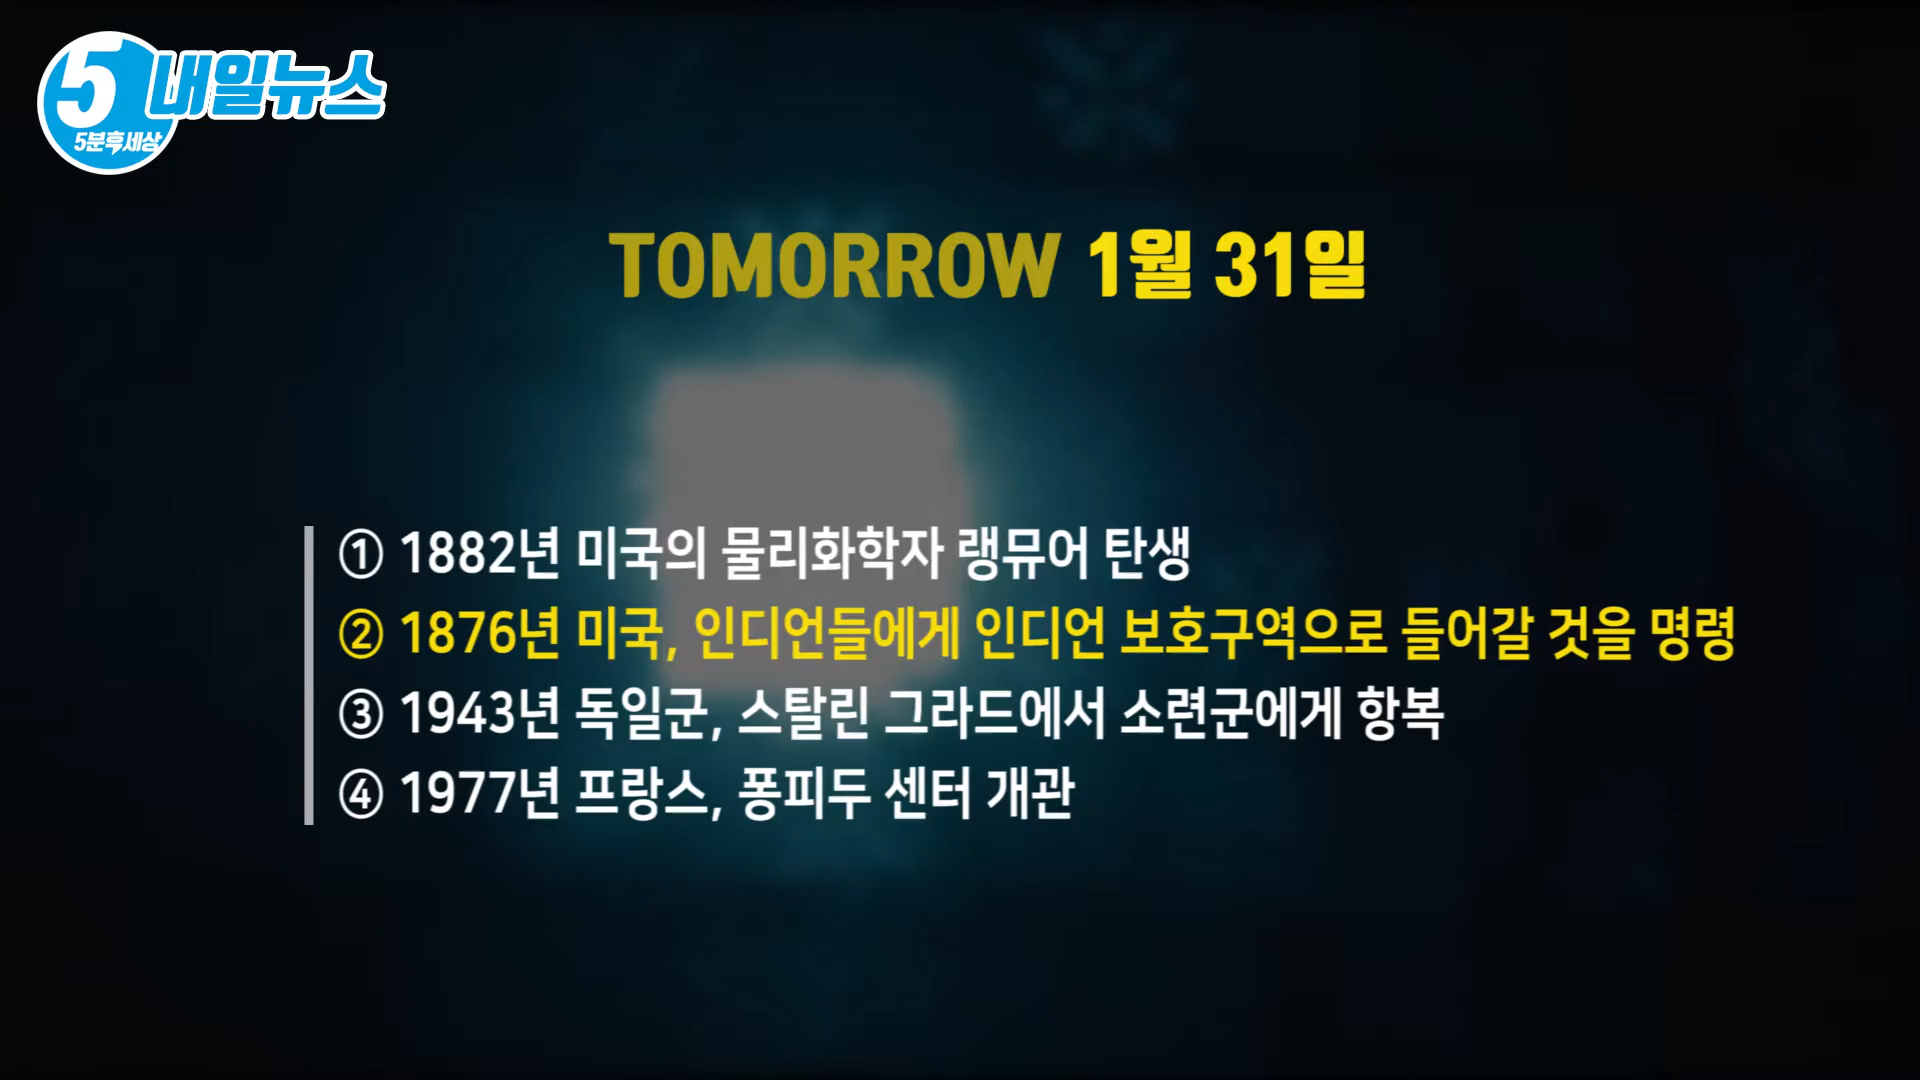 5 내일뉴스
5분후세상
TOMORROW 1월 31일
① 1882년 미국의 물리화학자 랭뮤어 탄생
② 1876년 미국, 인디언들에게 인디언 보호구역으로 들어갈 것을 명령
③ 1943년 독일군, 스탈린 그라드에서 소련군에게 항복
④ 1977년 프랑스, 퐁피두 센터 개관